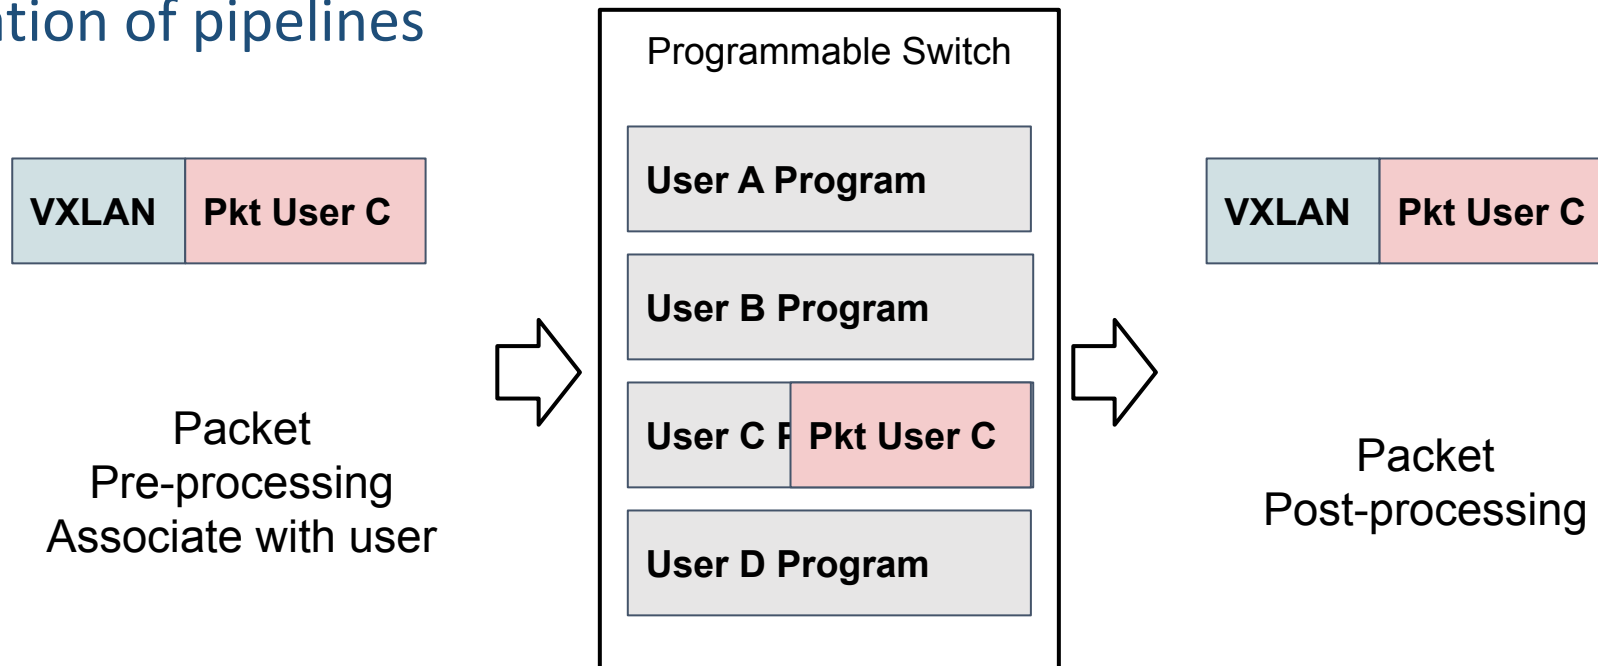 of pipelines
Programmable Switch
VXLAN Pkt User C
User A Program
User B Program
User C Pkt User C
User D Program
Packet
Pre-processing
Associate with user
VXLAN Pkt User C
Packet
Post-processing